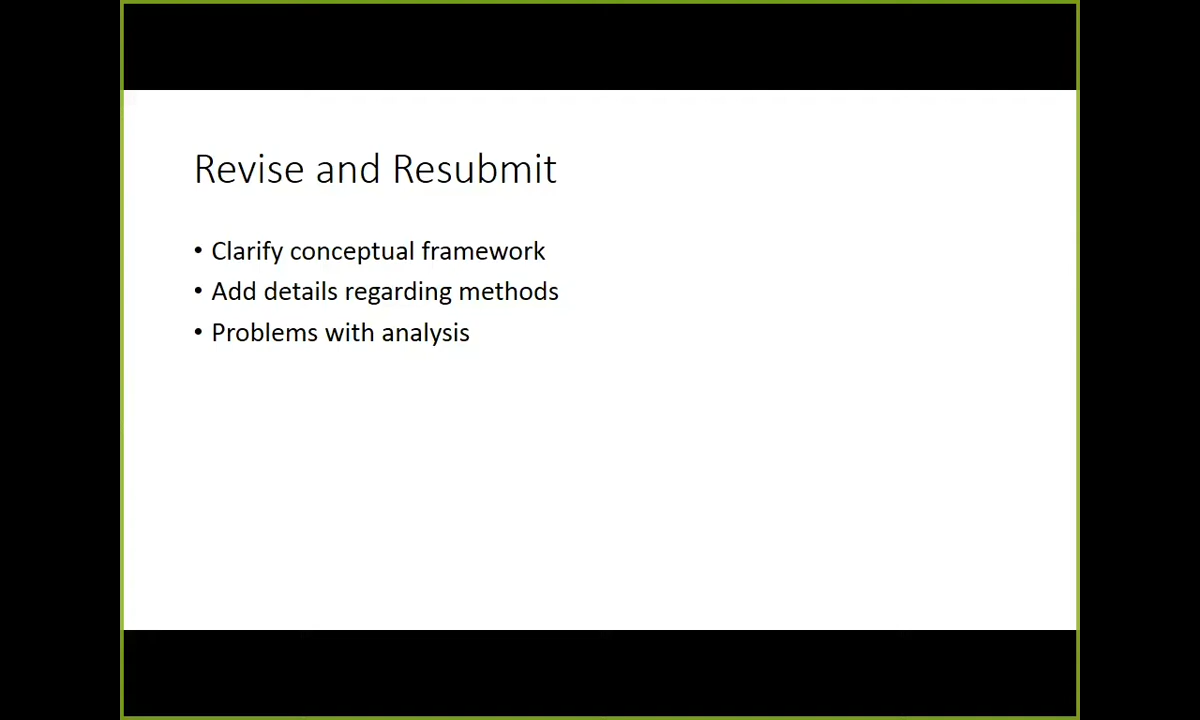 Revise and Resubmit
• Clarify conceptual framework
• Add details regarding methods
• Problems with analysis